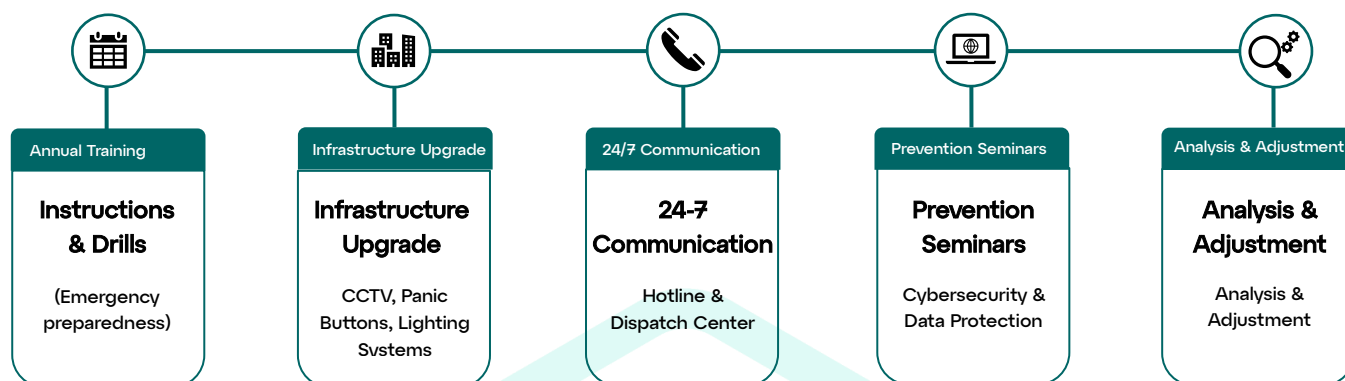 Annual Training
Instructions
& Drills
(Emergency
preparedness)
Infrastructure Upgrade
Infrastructure
Upgrade
CCTV, Panic
Buttons, Lighting
Systems
24/7 Communication
24-7
Communication
Hotline &
Dispatch Center
Prevention Seminars
Prevention
Seminars
Cybersecurity &
Data Protection
Analysis & Adjustment
Analysis &
Adjustment
Analysis &
Adjustment